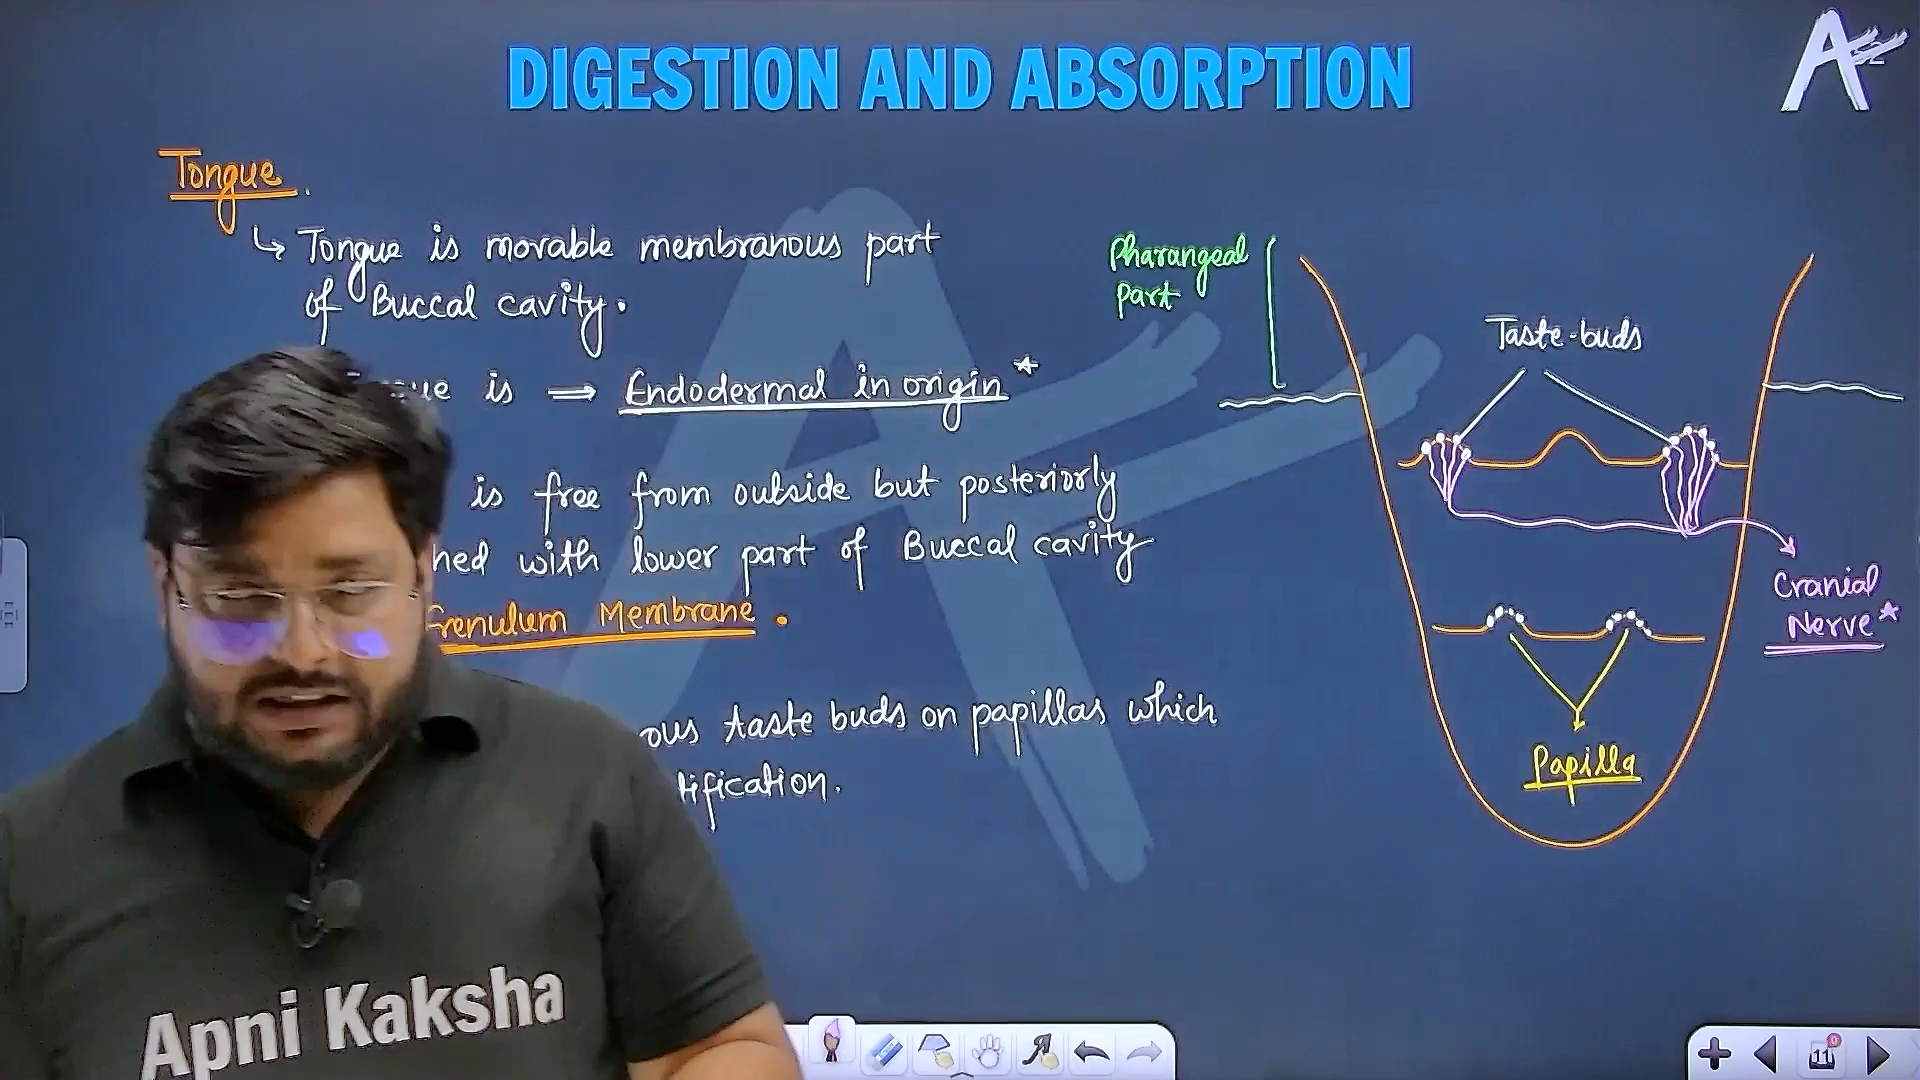 DIGESTION AND ABSORPTION
Tongue.
↳ Tongue is movable membranous part
of Buccal cavity.
is ⇒ Endodermal in origin*
is free from outside but posteriorly
with lower part of Buccal cavity
Frenulum Membrane.
taste buds on papillas which
Pharangeal
part
Taste-buds
Cranial
Nerve*
Papilla
Apni Kaksha
11